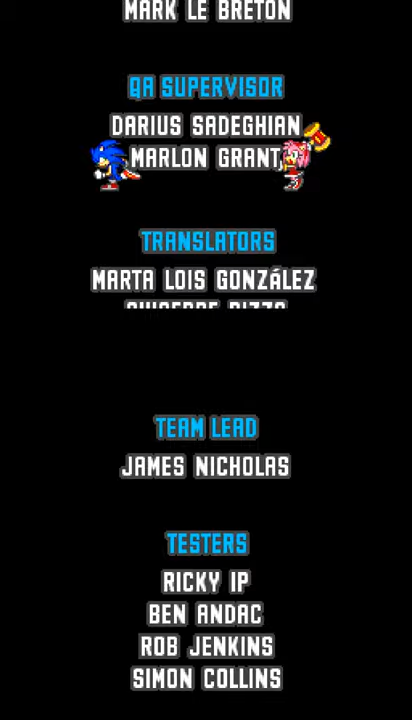 MARK LE BRETON
QA SUPERVISOR
DARIUS SADEGHIAN
MARLON GRANT
TRANSLATORS
MARTA LOIS GONZÁLEZ
TEAM LEAD
JAMES NICHOLAS
TESTERS
RICKY IP
BEN ANDAC
ROB JENKINS
SIMON COLLINS